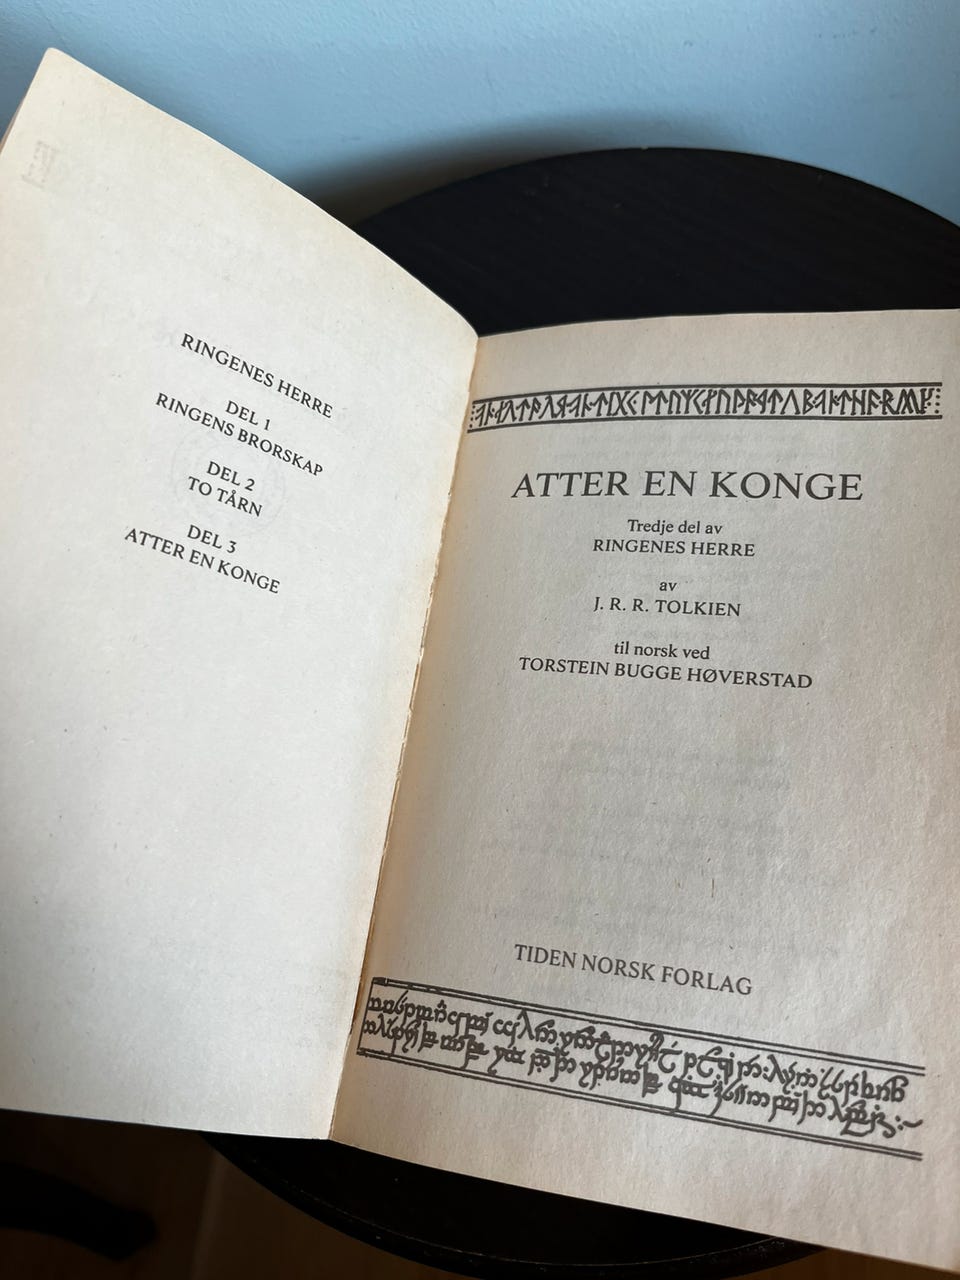 RINGENES HERRE
DEL 1
RINGENS BRORSKAP
DEL 2
TO TÅRN
DEL 3
ATTER EN KONGE
ATTER EN KONGE
Tredje del av
RINGENES HERRE
av
J. R. R. TOLKIEN
til norsk ved
TORSTEIN BUGGE HØVERSTAD
TIDEN NORSK FORLAG